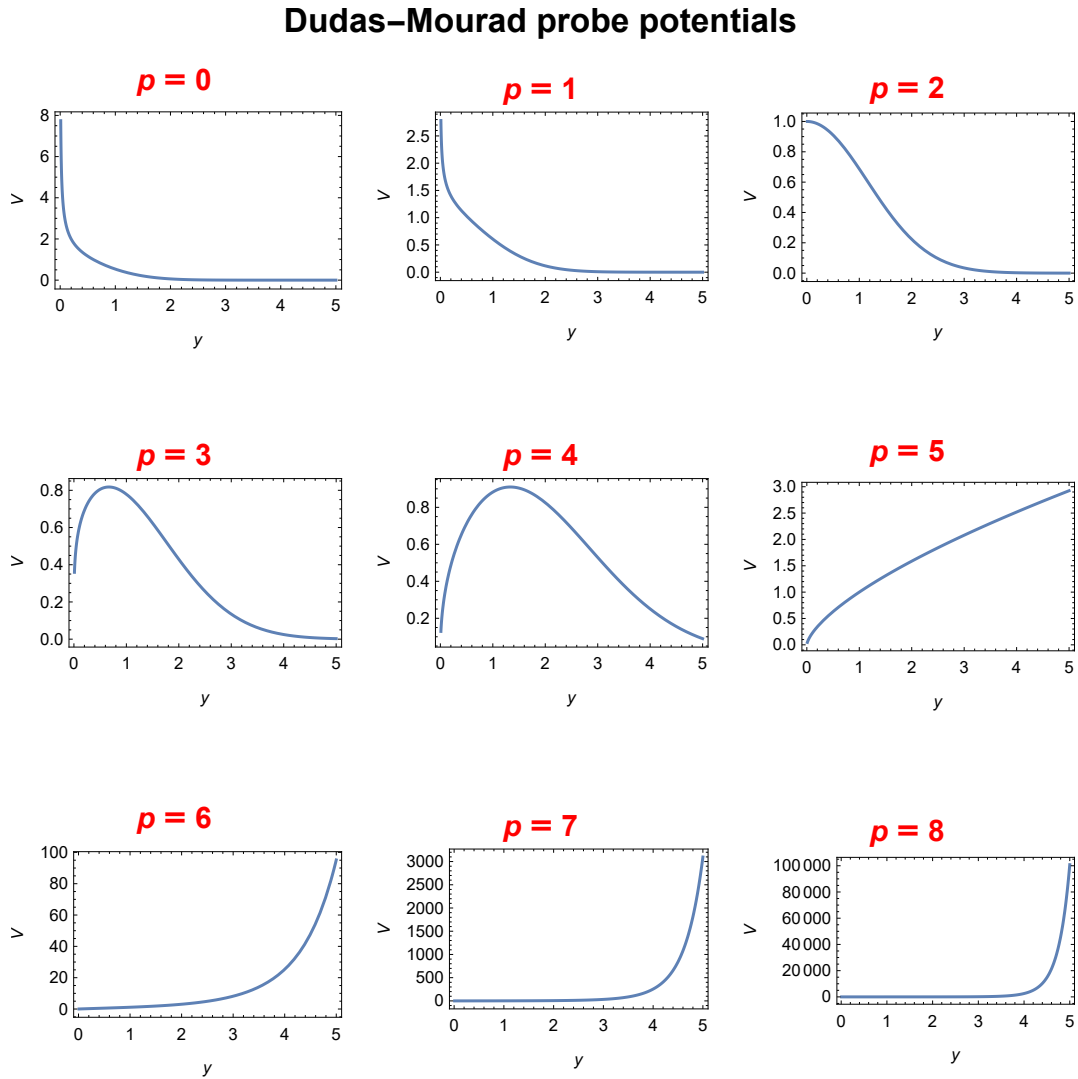 Dudas–Mourad probe potentials
p = 0
p = 1
p = 2
8
6
4
2
0
V
0 1 2 3 4 5
y
2.5
2.0
1.5
1.0
0.5
0.0
V
0 1 2 3 4 5
y
1.0
0.8
0.6
0.4
0.2
0.0
V
0 1 2 3 4 5
y
p = 3
p = 4
p = 5
0.8
0.6
0.4
0.2
0.0
V
0 1 2 3 4 5
y
0.8
0.6
0.4
0.2
V
0 1 2 3 4 5
y
3.0
2.5
2.0
1.5
1.0
0.5
0.0
V
0 1 2 3 4 5
y
p = 6
p = 7
p = 8
100
80
60
40
20
0
V
0 1 2 3 4 5
y
3000
2500
2000
1500
1000
500
0
V
0 1 2 3 4 5
y
100 000
80 000
60 000
40 000
20 000
0
V
0 1 2 3 4 5
y